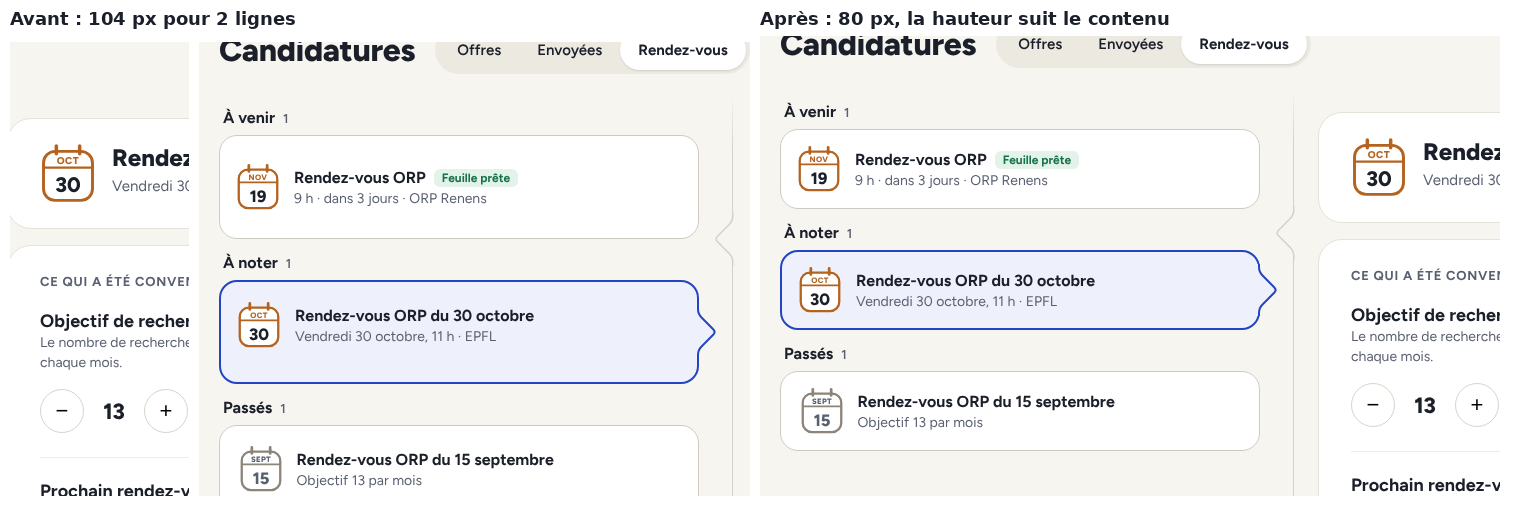 Avant : 104 px pour 2 lignes
Candidatures
Offres
Envoyées
Rendez-vous
OCT
30
Rendez
Vendredi 30
CE QUI A ÉTÉ CONVEN
Objectif de recher
Le nombre de recherche
chaque mois.
− 13 +
Prochain rendez-v
À venir 1
NOV
19
Rendez-vous ORP Feuille prête
9 h · dans 3 jours · ORP Renens
À noter 1
OCT
30
Rendez-vous ORP du 30 octobre
Vendredi 30 octobre, 11 h · EPFL
Passés 1
SEPT
15
Rendez-vous ORP du 15 septembre
Objectif 13 par mois
Après : 80 px, la hauteur suit le contenu
Candidatures
Offres
Envoyées
Rendez-vous
À venir 1
NOV
19
Rendez-vous ORP Feuille prête
9 h · dans 3 jours · ORP Renens
À noter 1
OCT
30
Rendez-vous ORP du 30 octobre
Vendredi 30 octobre, 11 h · EPFL
Passés 1
SEPT
15
Rendez-vous ORP du 15 septembre
Objectif 13 par mois
OCT
30
Rendez
Vendredi 30
CE QUI A ÉTÉ CONVEN
Objectif de recher
Le nombre de recherche
chaque mois.
− 13 +
Prochain rendez-v